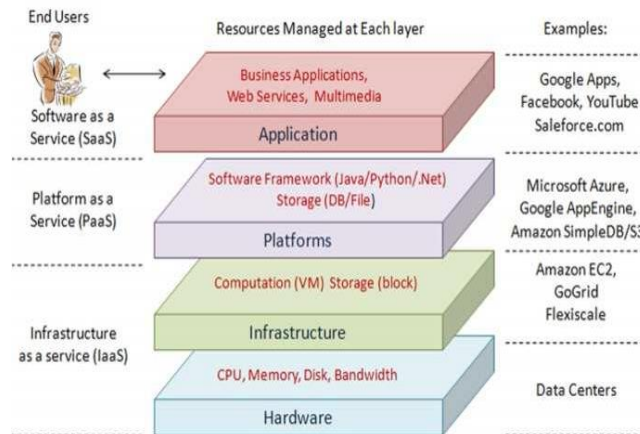 End Users
Resources Managed at Each layer
Examples:
Software as a
Service (SaaS)
Business Applications,
Web Services, Multimedia
Application
Google Apps,
Facebook, YouTube
Saleforce.com
Platform as a
Service (PaaS)
Software Framework (Java/Python/.Net)
Storage (DB/File)
Platforms
Microsoft Azure,
Google AppEngine,
Amazon SimpleDB/S3
Infrastructure
as a service (IaaS)
Computation (VM) Storage (block)
Infrastructure
Amazon EC2,
GoGrid
Flexiscale
CPU, Memory, Disk, Bandwidth
Hardware
Data Centers